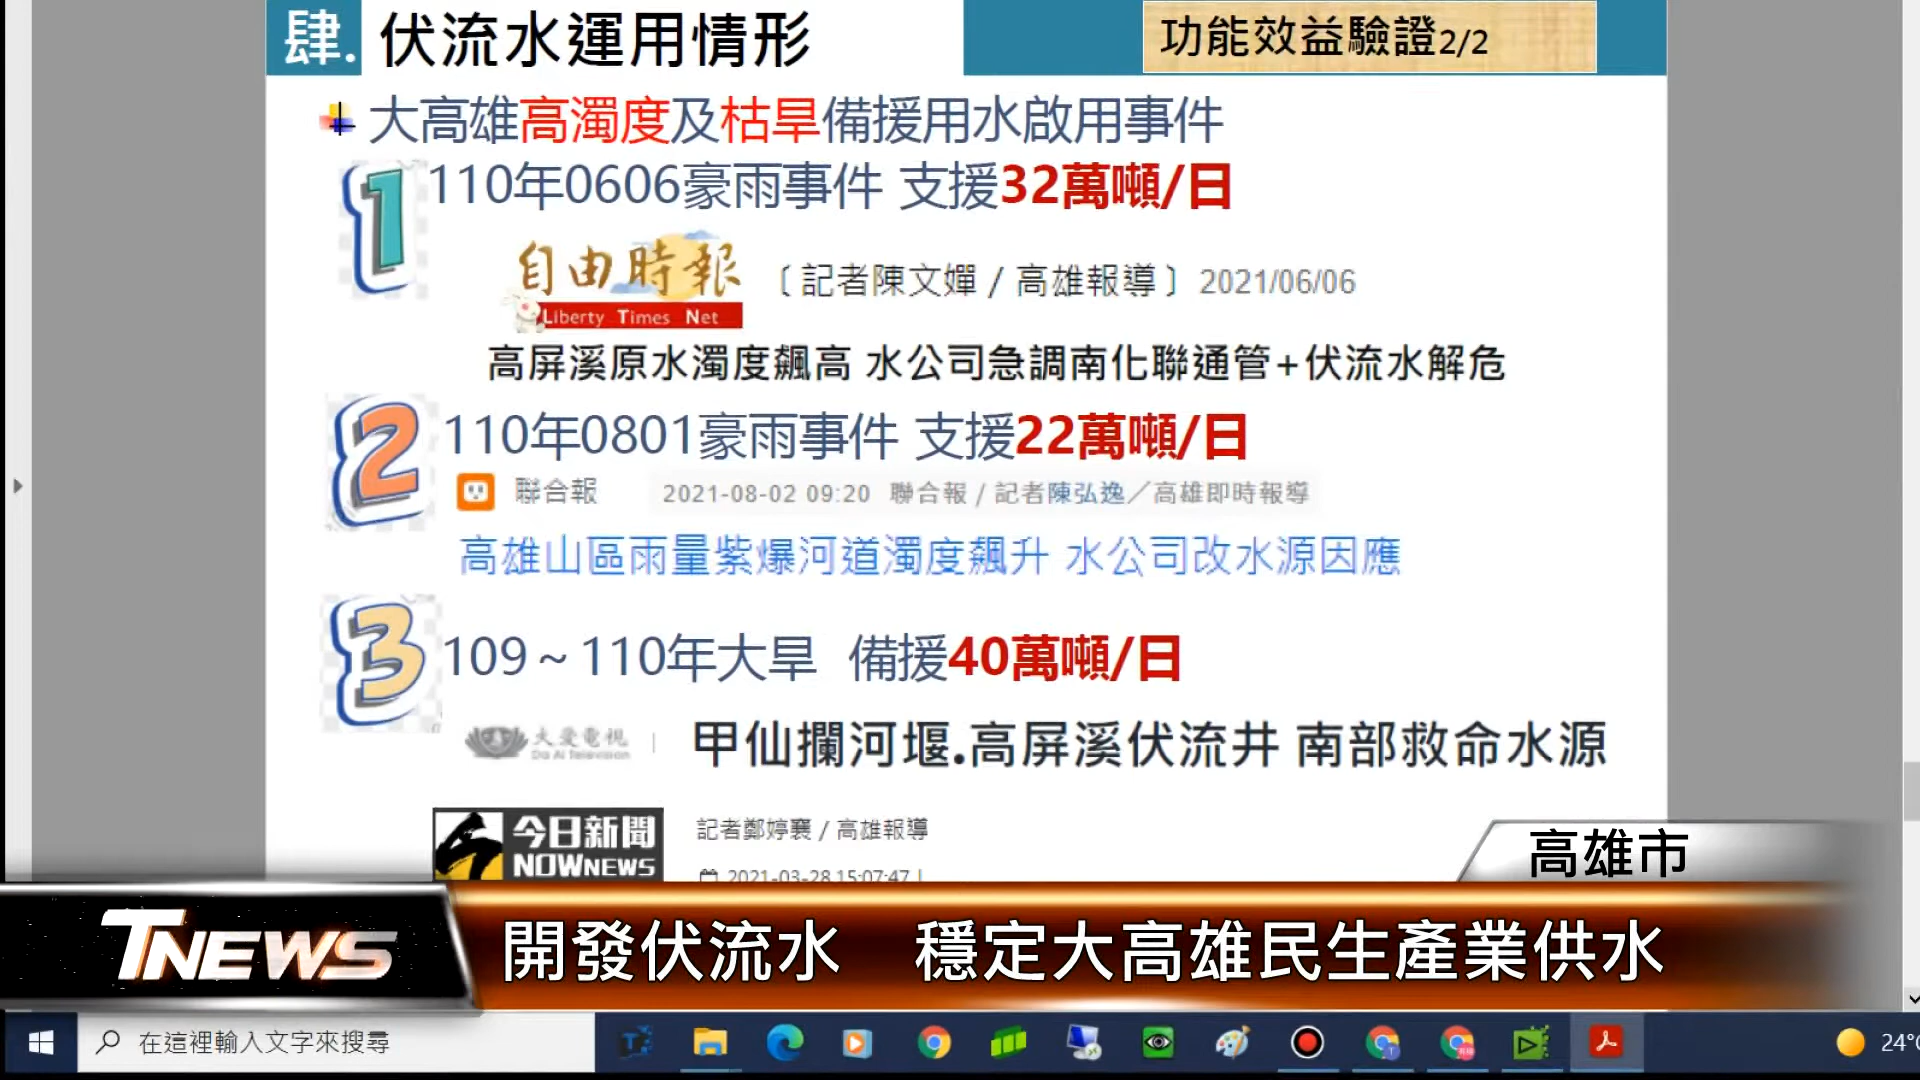 肆. 伏流水運用情形
功能效益驗證2/2
大高雄高濁度及枯旱備援用水啟用事件
1 110年0606豪雨事件 支援32萬噸/日
自由時報
Liberty Times Net
〔記者陳文嬋/高雄報導〕2021/06/06
高屏溪原水濁度飆高 水公司急調南化聯通管+伏流水解危
2 110年0801豪雨事件 支援22萬噸/日
聯合報 2021-08-02 09:20 聯合報/記者陳弘逸／高雄即時報導
高雄山區雨量紫爆河道濁度飆升 水公司改水源因應
3 109～110年大旱 備援40萬噸/日
大愛電視
Da Ai Television
甲仙攔河堰.高屏溪伏流井 南部救命水源
今日新聞
NOWNEWS
記者鄭婷襄/高雄報導
2021-03-28 15:07:47
高雄市
TNEWS
開發伏流水 穩定大高雄民生產業供水
在這裡輸入文字來搜尋
24°C